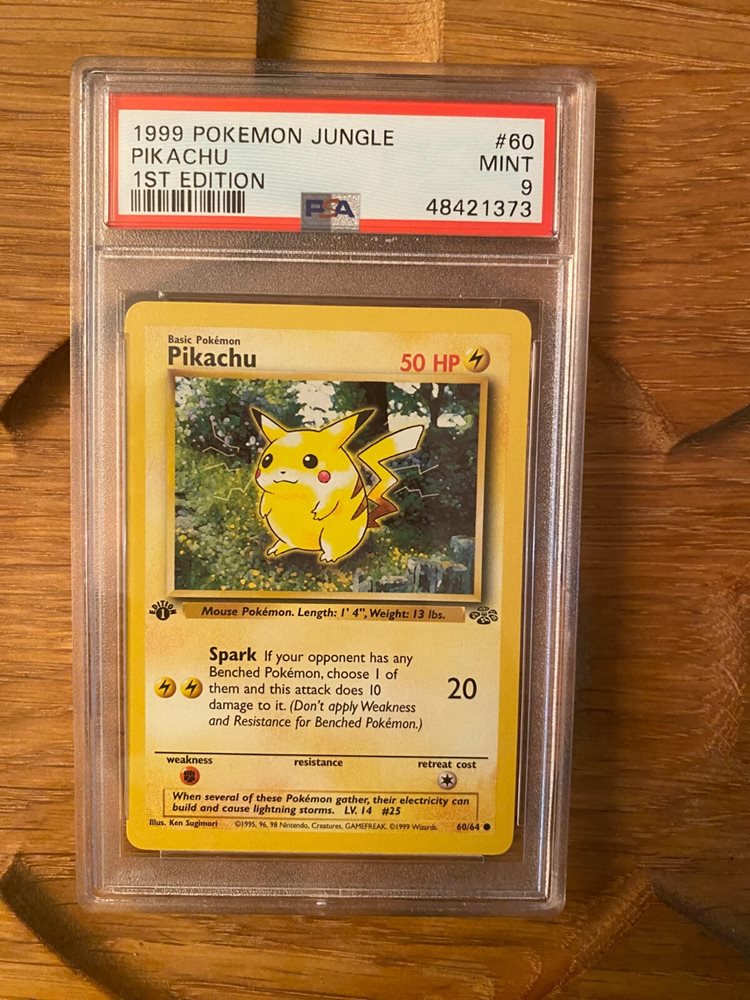 1999 POKEMON JUNGLE #60
PIKACHU MINT
1ST EDITION 9
PSA 48421373
Basic Pokémon
Pikachu 50 HP
EDITION 1
Mouse Pokémon. Length: 1' 4", Weight: 13 lbs.
Spark If your opponent has any
Benched Pokémon, choose 1 of
them and this attack does 10
damage to it. (Don't apply Weakness
and Resistance for Benched Pokémon.)
20
weakness resistance retreat cost
When several of these Pokémon gather, their electricity can
build and cause lightning storms. LV. 14 #25
Illus. Ken Sugimori ©1995, 96, 98 Nintendo, Creatures, GAMEFREAK. ©1999 Wizards. 60/64